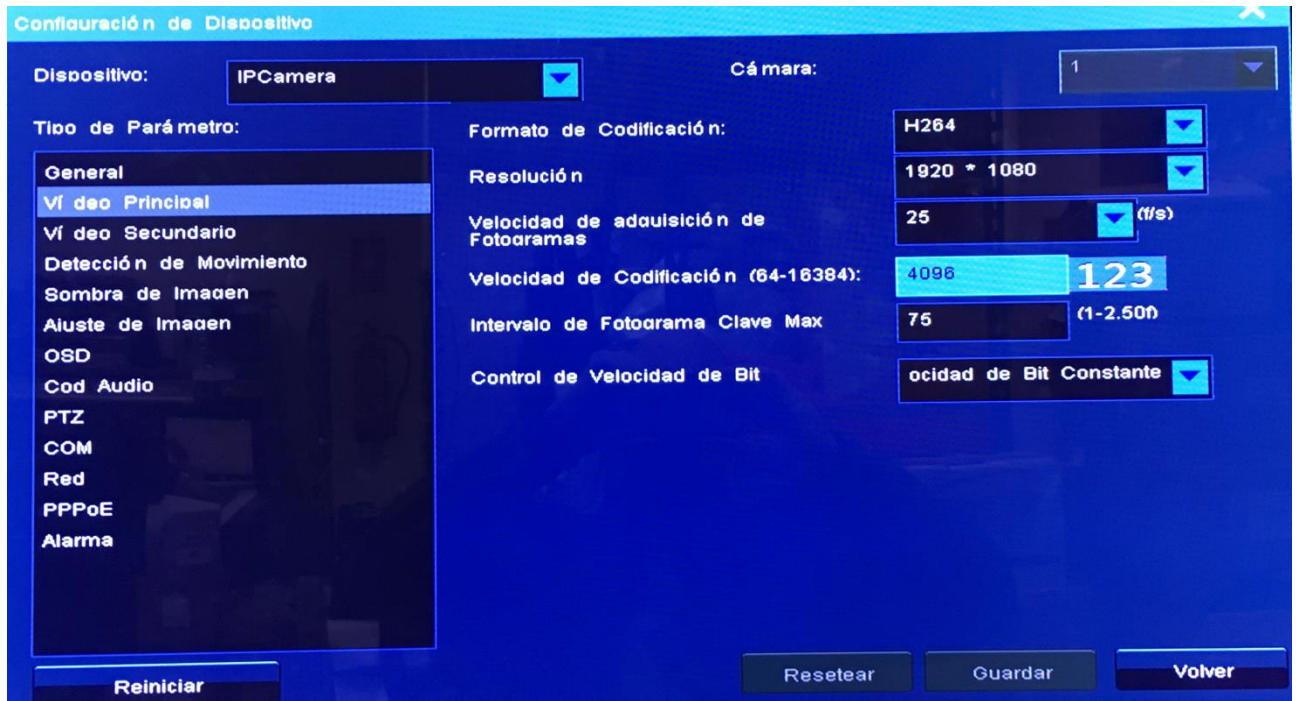 Configuración de Dispositivo
Dispositivo: IPCamera Cámara: 1
Tipo de Parámetro:
General
Vídeo Principal
Vídeo Secundario
Detección de Movimiento
Sombra de Imagen
Ajuste de Imagen
OSD
Cod Audio
PTZ
COM
Red
PPPoE
Alarma
Formato de Codificación: H264
Resolución 1920 * 1080
Velocidad de adquisición de
Fotogramas 25 (f/s)
Velocidad de Codificación (64-16384): 4096 123
Intervalo de Fotograma Clave Max 75 (1-2.50f)
Control de Velocidad de Bit ocidad de Bit Constante
Reiniciar Resetear Guardar Volver